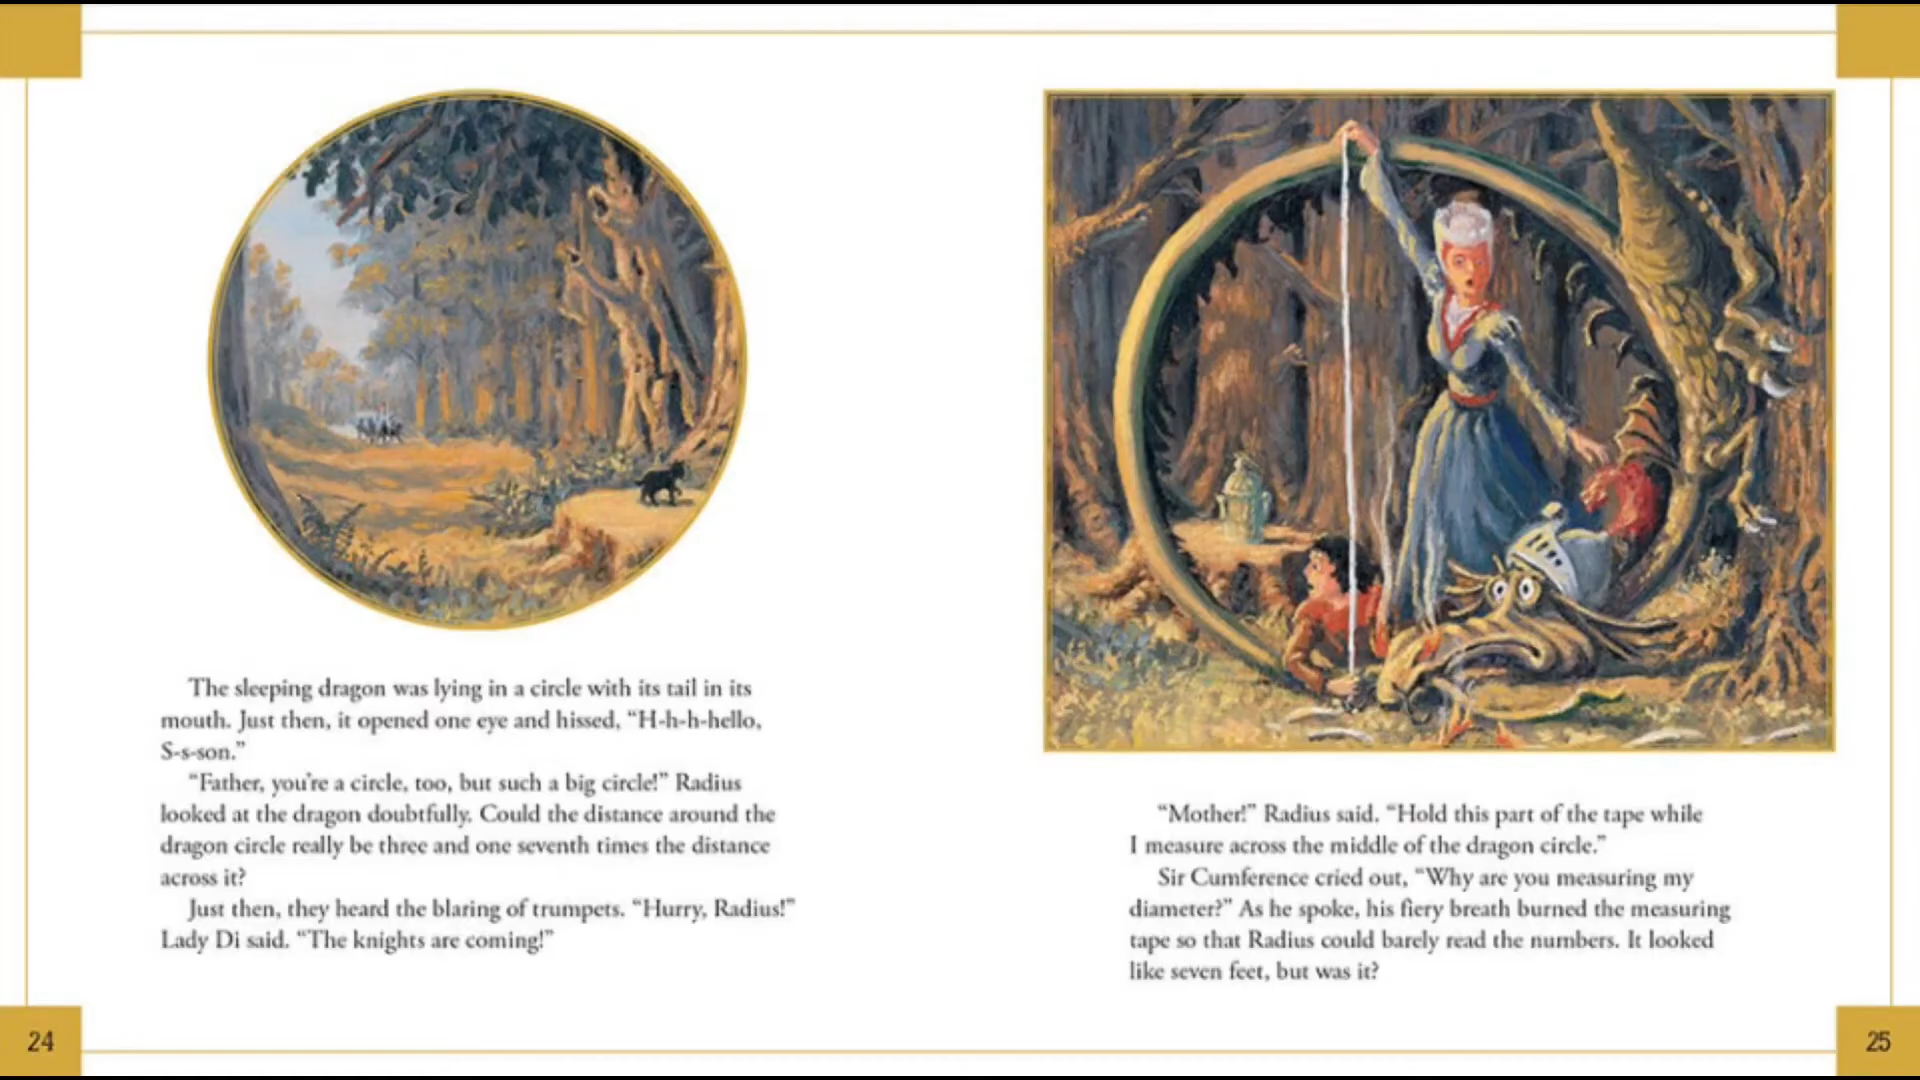 The sleeping dragon was lying in a circle with its tail in its
mouth. Just then, it opened one eye and hissed, “H-h-h-hello,
S-s-son.”
“Father, you’re a circle, too, but such a big circle!” Radius
looked at the dragon doubtfully. Could the distance around the
dragon circle really be three and one seventh times the distance
across it?
Just then, they heard the blaring of trumpets. “Hurry, Radius!”
Lady Di said. “The knights are coming!”
24
“Mother!” Radius said. “Hold this part of the tape while
I measure across the middle of the dragon circle.”
Sir Cumference cried out, “Why are you measuring my
diameter?” As he spoke, his fiery breath burned the measuring
tape so that Radius could barely read the numbers. It looked
like seven feet, but was it?
25